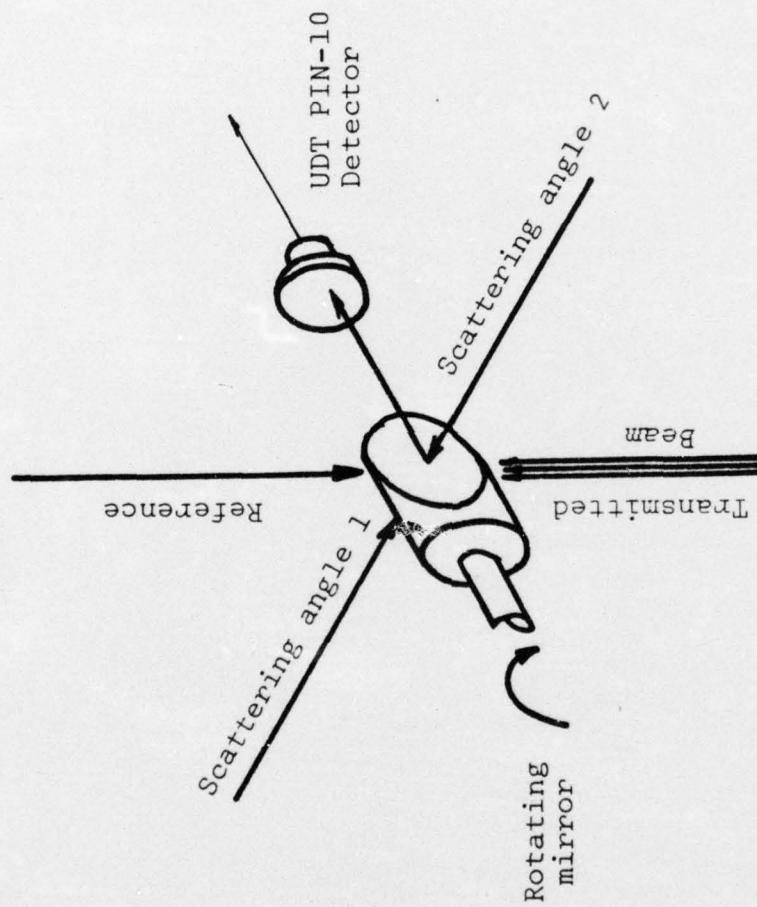 UDT PIN-10
Detector
Reference
Scattering angle 1
Scattering angle 2
Transmitted
Beam
Rotating
mirror